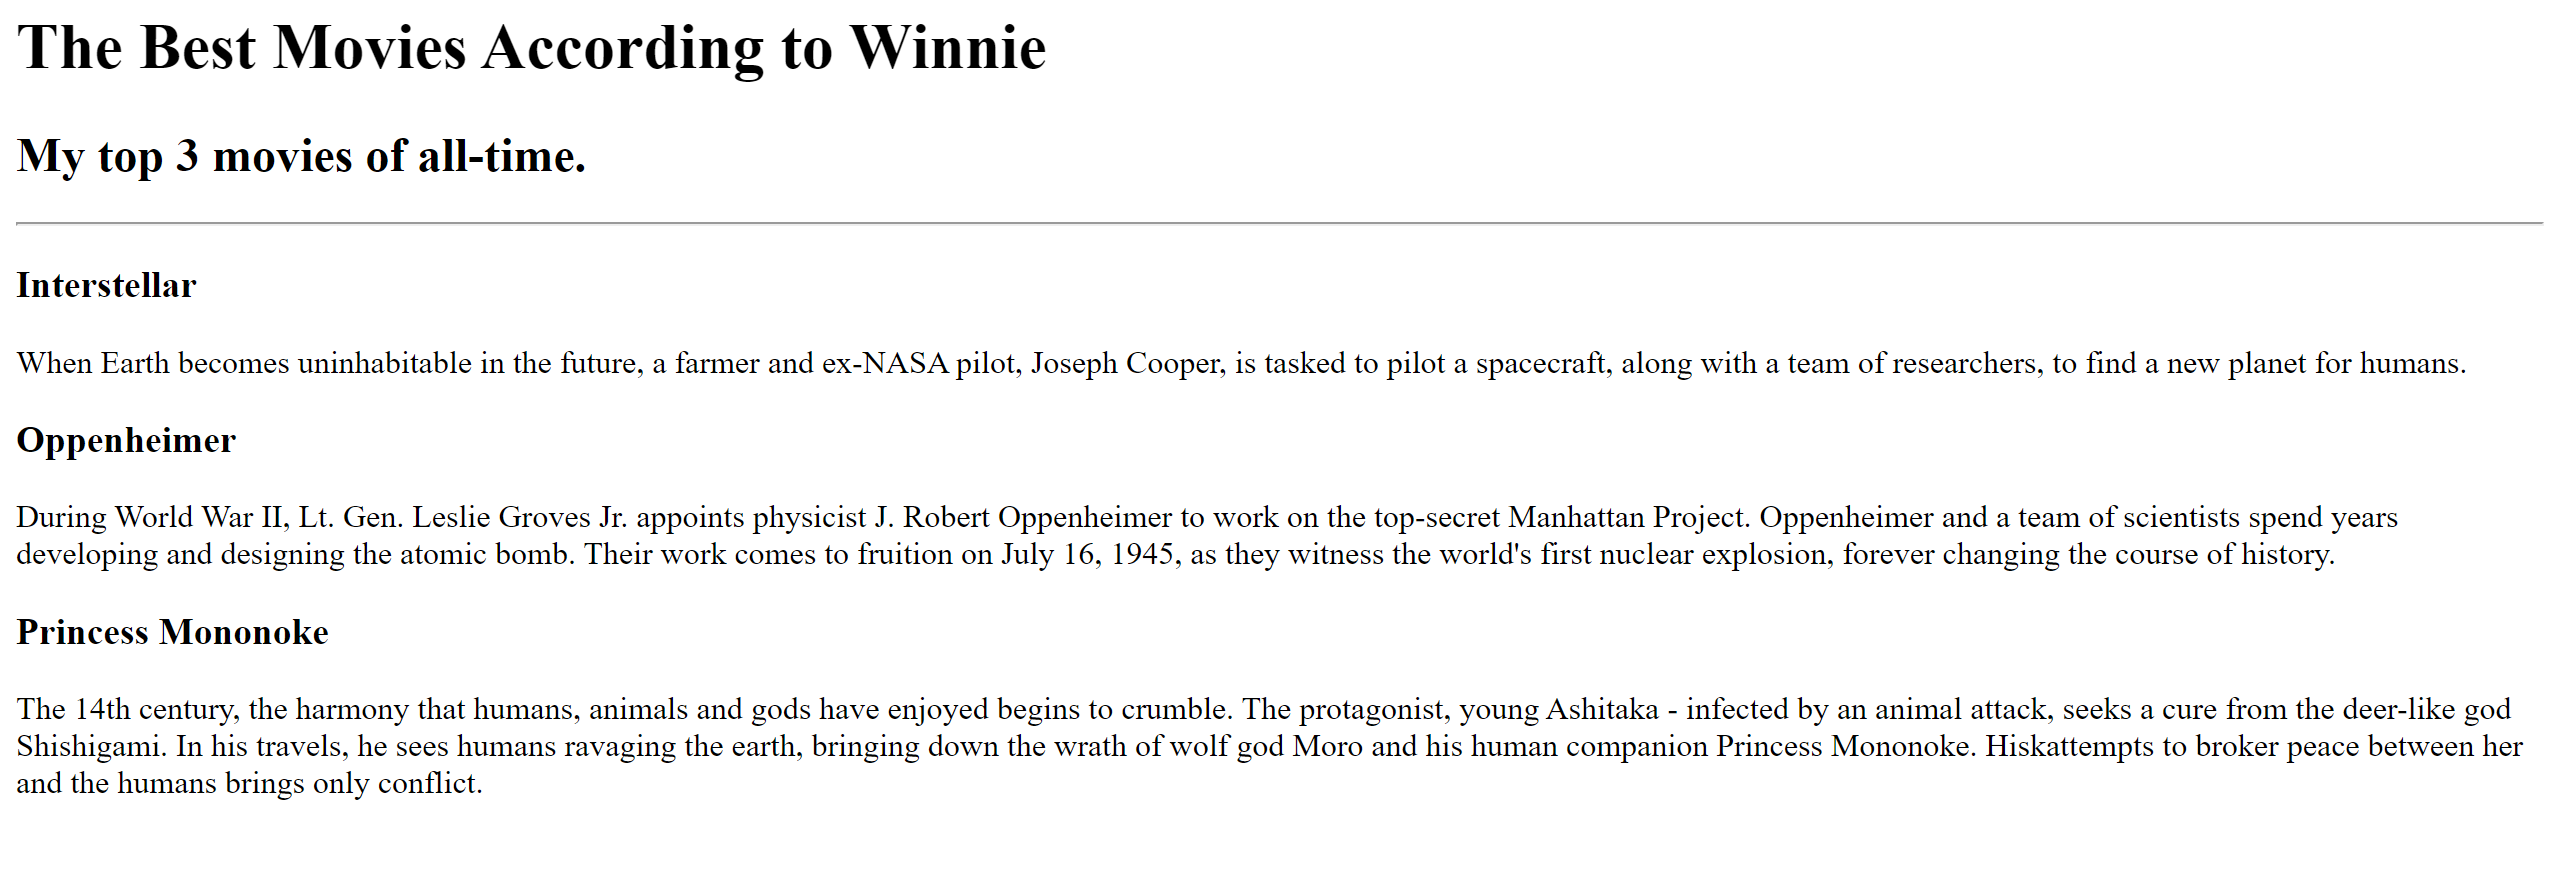 The Best Movies According to Winnie
My top 3 movies of all-time.
Interstellar
When Earth becomes uninhabitable in the future, a farmer and ex-NASA pilot, Joseph Cooper, is tasked to pilot a spacecraft, along with a team of researchers, to find a new planet for humans.
Oppenheimer
During World War II, Lt. Gen. Leslie Groves Jr. appoints physicist J. Robert Oppenheimer to work on the top-secret Manhattan Project. Oppenheimer and a team of scientists spend years
developing and designing the atomic bomb. Their work comes to fruition on July 16, 1945, as they witness the world's first nuclear explosion, forever changing the course of history.
Princess Mononoke
The 14th century, the harmony that humans, animals and gods have enjoyed begins to crumble. The protagonist, young Ashitaka - infected by an animal attack, seeks a cure from the deer-like god
Shishigami. In his travels, he sees humans ravaging the earth, bringing down the wrath of wolf god Moro and his human companion Princess Mononoke. Hiskattempts to broker peace between her
and the humans brings only conflict.